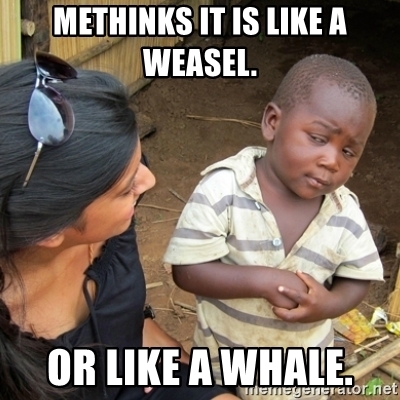 METHINKS IT IS LIKE A
WEASEL.
OR LIKE A WHALE.
memegenerator.net